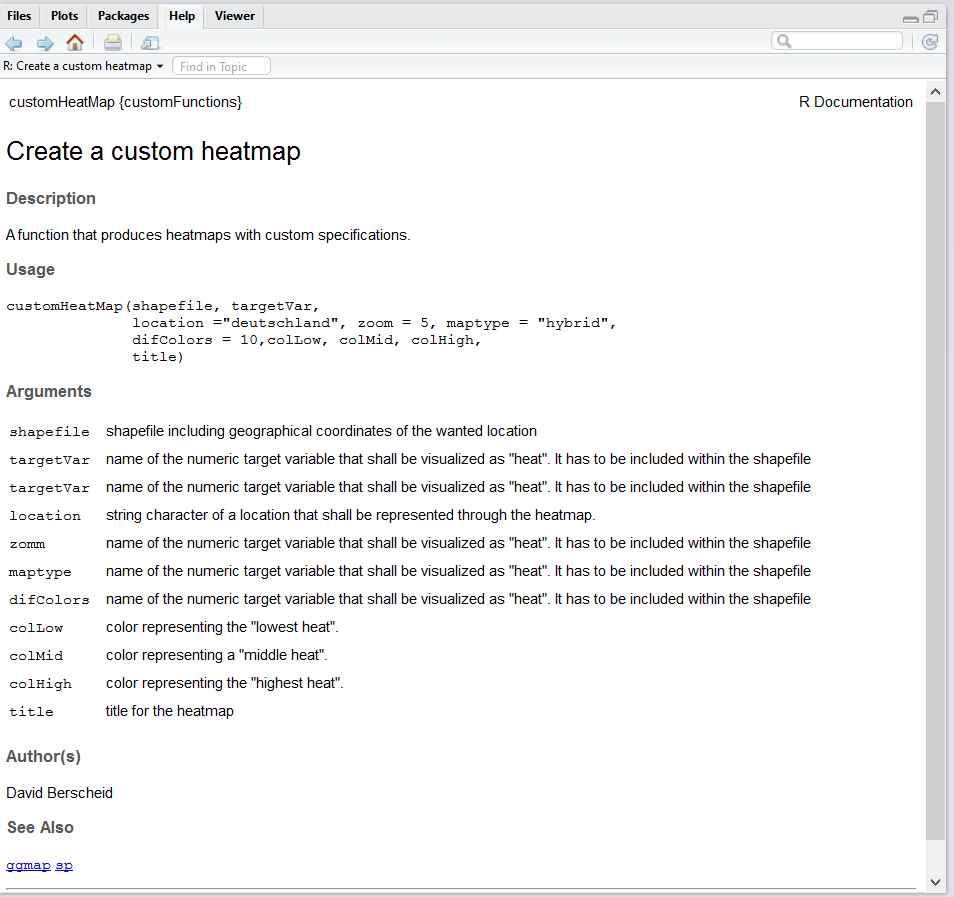 Files Plots Packages Help Viewer
R: Create a custom heatmap Find in Topic
customHeatMap {customFunctions} R Documentation
Create a custom heatmap
Description
A function that produces heatmaps with custom specifications.
Usage
customHeatMap(shapefile, targetVar,
location ="deutschland", zoom = 5, maptype = "hybrid",
difColors = 10,colLow, colMid, colHigh,
title)
Arguments
shapefile shapefile including geographical coordinates of the wanted location
targetVar name of the numeric target variable that shall be visualized as "heat". It has to be included within the shapefile
targetVar name of the numeric target variable that shall be visualized as "heat". It has to be included within the shapefile
location string character of a location that shall be represented through the heatmap.
zomm name of the numeric target variable that shall be visualized as "heat". It has to be included within the shapefile
maptype name of the numeric target variable that shall be visualized as "heat". It has to be included within the shapefile
difColors name of the numeric target variable that shall be visualized as "heat". It has to be included within the shapefile
colLow color representing the "lowest heat".
colMid color representing a "middle heat".
colHigh color representing the "highest heat".
title title for the heatmap
Author(s)
David Berscheid
See Also
ggmap sp